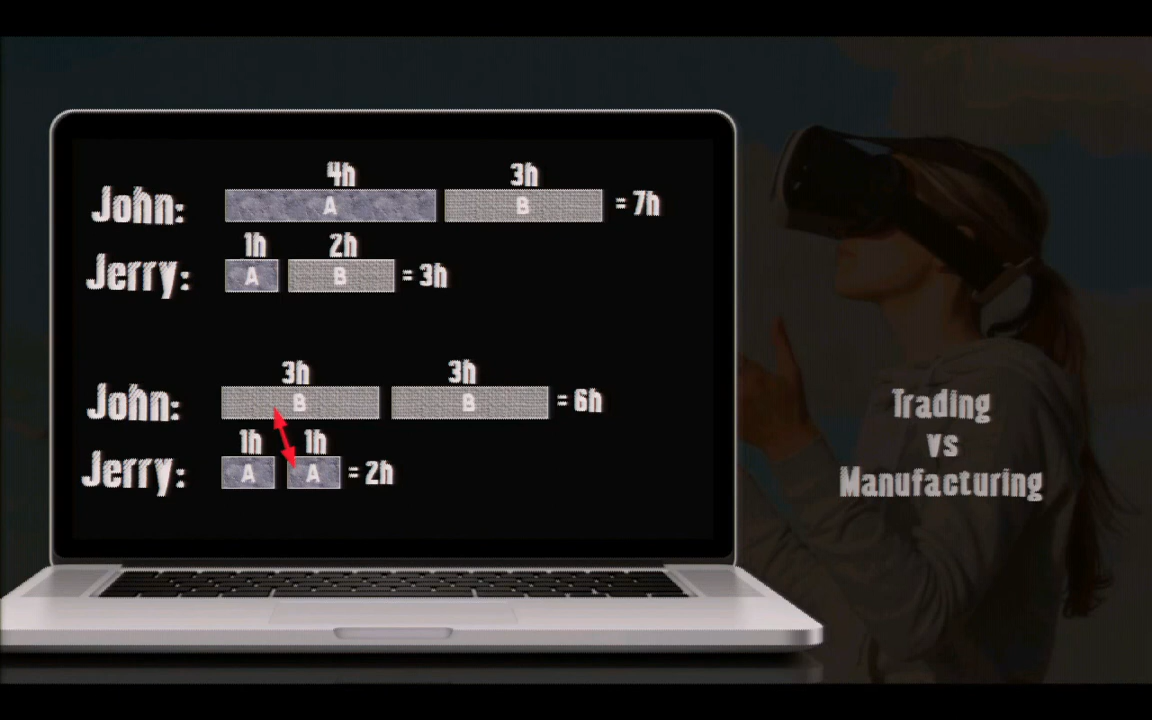 4h 3h
John: A B = 7h
1h 2h
Jerry: A B = 3h
3h 3h
John: B B = 6h
1h 1h
Jerry: A A = 2h
Trading
vs
Manufacturing